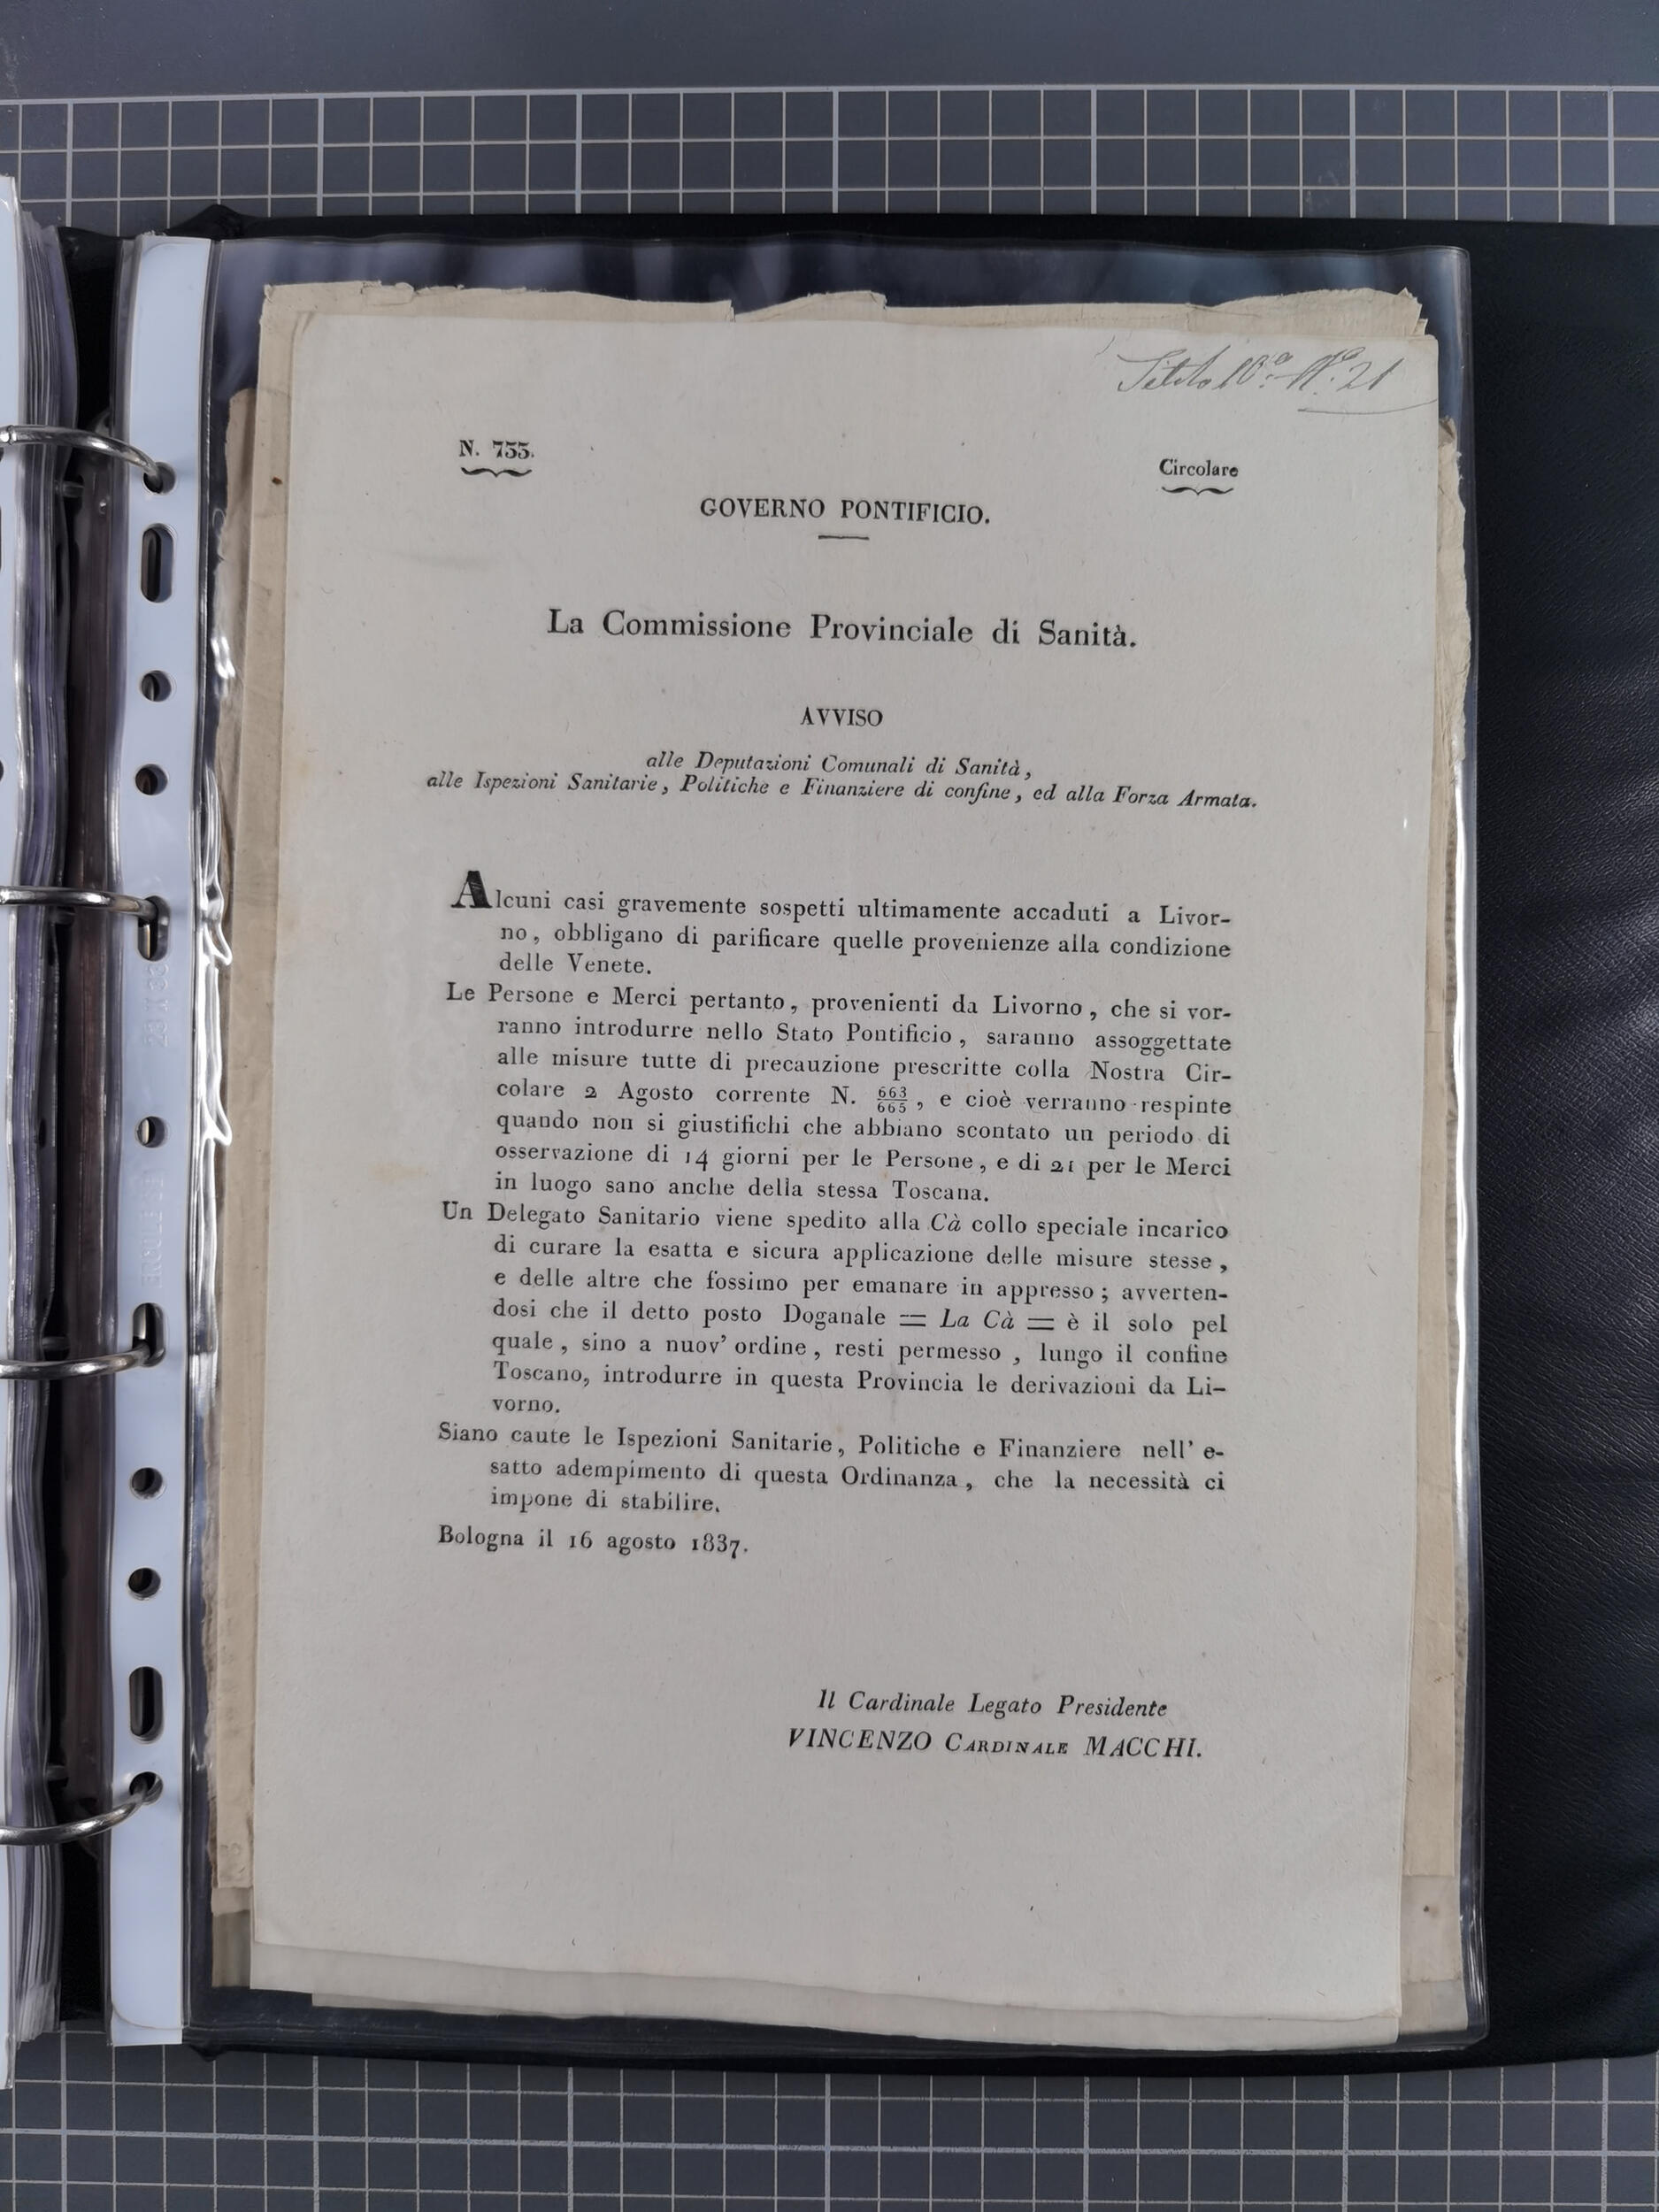 Titolo 10.º N.º 21
N. 755.
Circolare
GOVERNO PONTIFICIO.
La Commissione Provinciale di Sanità.
AVVISO
alle Deputazioni Comunali di Sanità,
alle Ispezioni Sanitarie, Politiche e Finanziere di confine, ed alla Forza Armata.
Alcuni casi gravemente sospetti ultimamente accaduti a Livor-
no, obbligano di parificare quelle provenienze alla condizione
delle Venete.
Le Persone e Merci pertanto, provenienti da Livorno, che si vor-
ranno introdurre nello Stato Pontificio, saranno assoggettate
alle misure tutte di precauzione prescritte colla Nostra Cir-
colare 2 Agosto corrente N. 663/665, e cioè verranno respinte
quando non si giustifichi che abbiano scontato un periodo di
osservazione di 14 giorni per le Persone, e di 21 per le Merci
in luogo sano anche della stessa Toscana.
Un Delegato Sanitario viene spedito alla Cà collo speciale incarico
di curare la esatta e sicura applicazione delle misure stesse,
e delle altre che fossimo per emanare in appresso; avverten-
dosi che il detto posto Doganale = La Cà = è il solo pel
quale, sino a nuov' ordine, resti permesso, lungo il confine
Toscano, introdurre in questa Provincia le derivazioni da Li-
vorno.
Siano caute le Ispezioni Sanitarie, Politiche e Finanziere nell' e-
satto adempimento di questa Ordinanza, che la necessità ci
impone di stabilire.
Bologna il 16 agosto 1837.
Il Cardinale Legato Presidente
VINCENZO CARDINALE MACCHI.